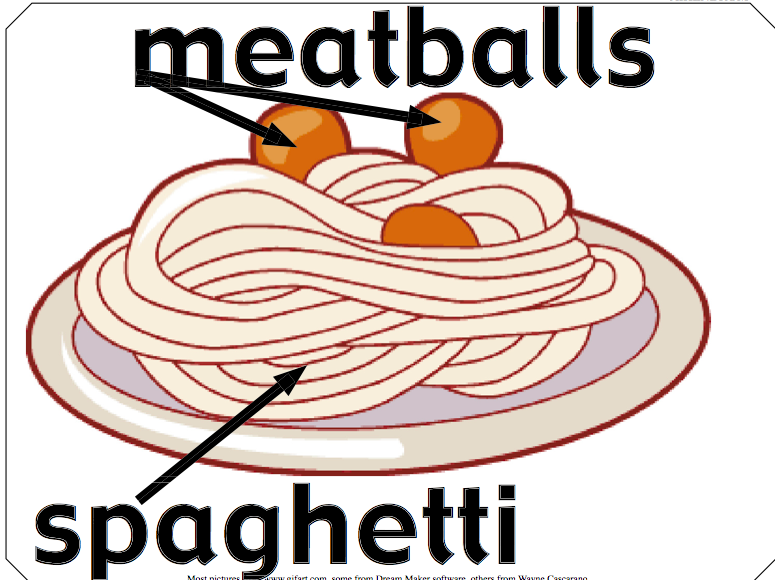 meatballs
spaghetti
Most pictures www.gifart.com, some from Dream Maker software, others from Wayne Cascarano